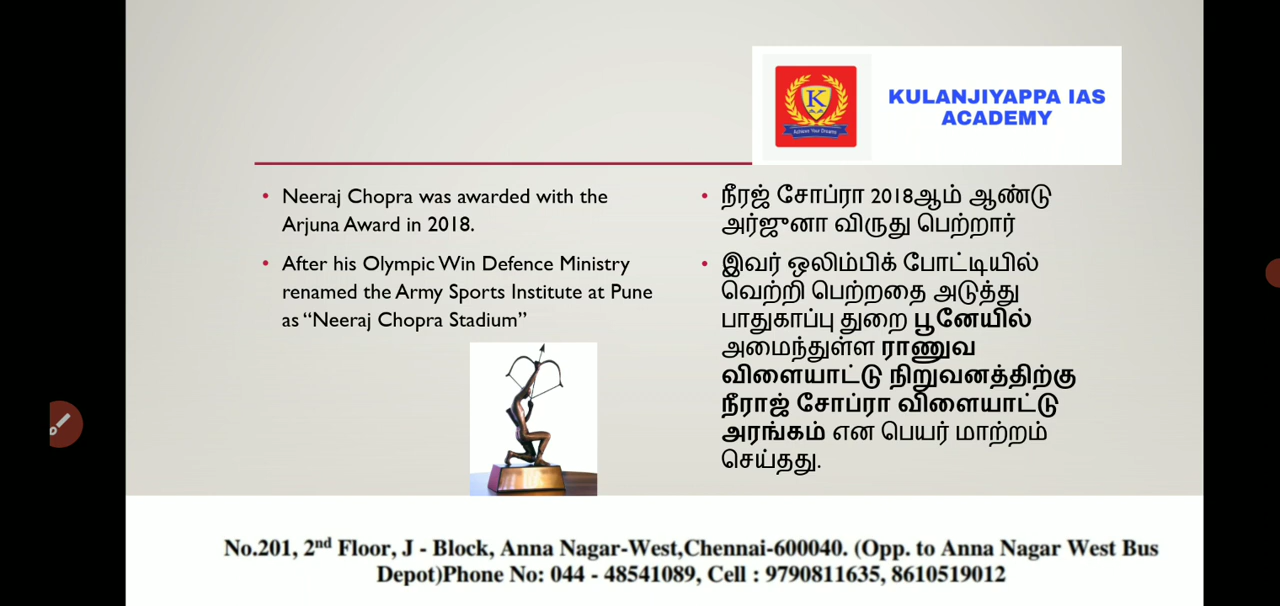 K
Achieve Your Dreams
KULANJIYAPPA IAS
ACADEMY
• Neeraj Chopra was awarded with the
Arjuna Award in 2018.
• After his Olympic Win Defence Ministry
renamed the Army Sports Institute at Pune
as “Neeraj Chopra Stadium”
• நீரஜ் சோப்ரா 2018ஆம் ஆண்டு
அர்ஜுனா விருது பெற்றார்
• இவர் ஒலிம்பிக் போட்டியில்
வெற்றி பெற்றதை அடுத்து
பாதுகாப்பு துறை பூனேயில்
அமைந்துள்ள ராணுவ
விளையாட்டு நிறுவனத்திற்கு
நீராஜ் சோப்ரா விளையாட்டு
அரங்கம் என பெயர் மாற்றம்
செய்தது.
No.201, 2nd Floor, J - Block, Anna Nagar-West,Chennai-600040. (Opp. to Anna Nagar West Bus
Depot)Phone No: 044 - 48541089, Cell : 9790811635, 8610519012